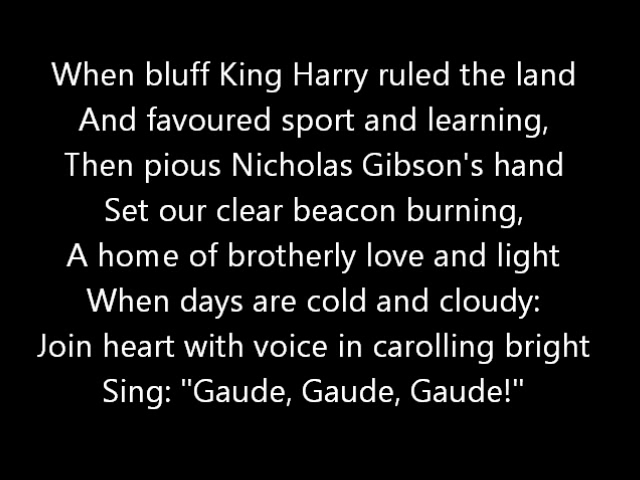 When bluff King Harry ruled the land
And favoured sport and learning,
Then pious Nicholas Gibson's hand
Set our clear beacon burning,
A home of brotherly love and light
When days are cold and cloudy:
Join heart with voice in carolling bright
Sing: "Gaude, Gaude, Gaude!"